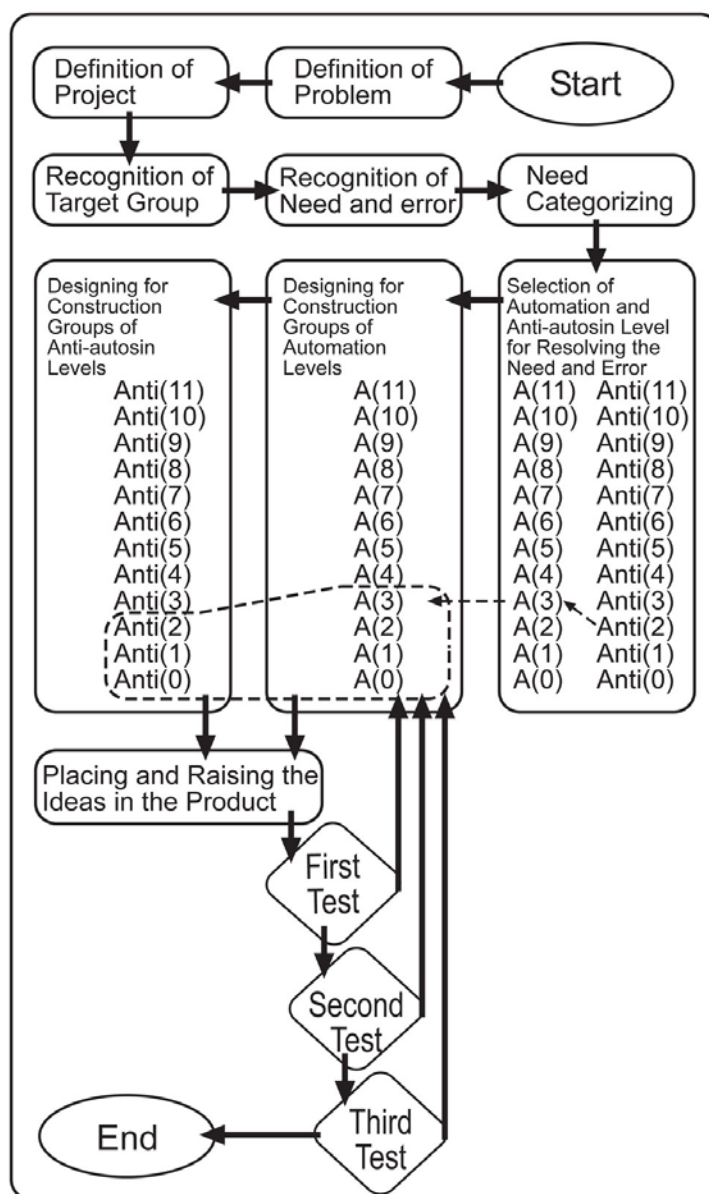 Start
Definition of
Problem
Definition of
Project
Recognition of
Target Group
Recognition of
Need and error
Need
Categorizing
Selection of
Automation and
Anti-autosin Level
for Resolving the
Need and Error
A(11) Anti(11)
A(10) Anti(10)
A(9) Anti(9)
A(8) Anti(8)
A(7) Anti(7)
A(6) Anti(6)
A(5) Anti(5)
A(4) Anti(4)
A(3) Anti(3)
A(2) Anti(2)
A(1) Anti(1)
A(0) Anti(0)
Designing for
Construction
Groups of
Automation
Levels
A(11)
A(10)
A(9)
A(8)
A(7)
A(6)
A(5)
A(4)
A(3)
A(2)
A(1)
A(0)
Designing for
Construction
Groups of
Anti-autosin
Levels
Anti(11)
Anti(10)
Anti(9)
Anti(8)
Anti(7)
Anti(6)
Anti(5)
Anti(4)
Anti(3)
Anti(2)
Anti(1)
Anti(0)
Placing and Raising the
Ideas in the Product
First
Test
Second
Test
Third
Test
End